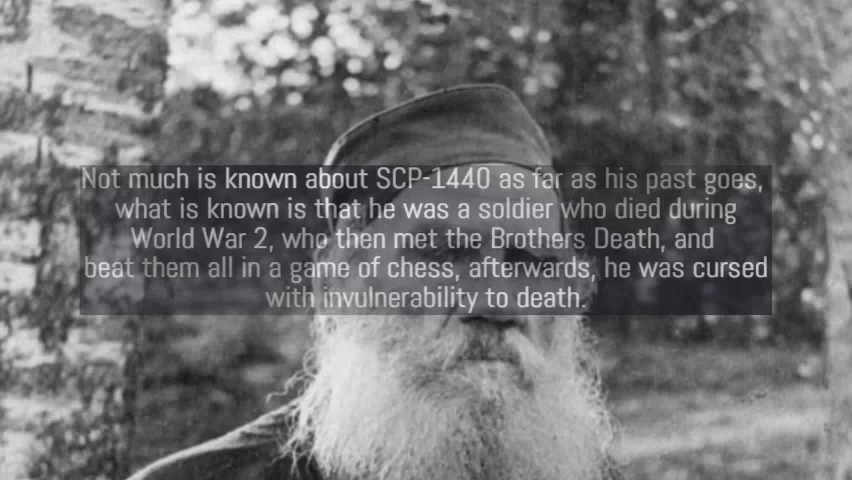 Not much is known about SCP-1440 as far as his past goes,
what is known is that he was a soldier who died during
World War 2, who then met the Brothers Death, and
beat them all in a game of chess, afterwards, he was cursed
with invulnerability to death.